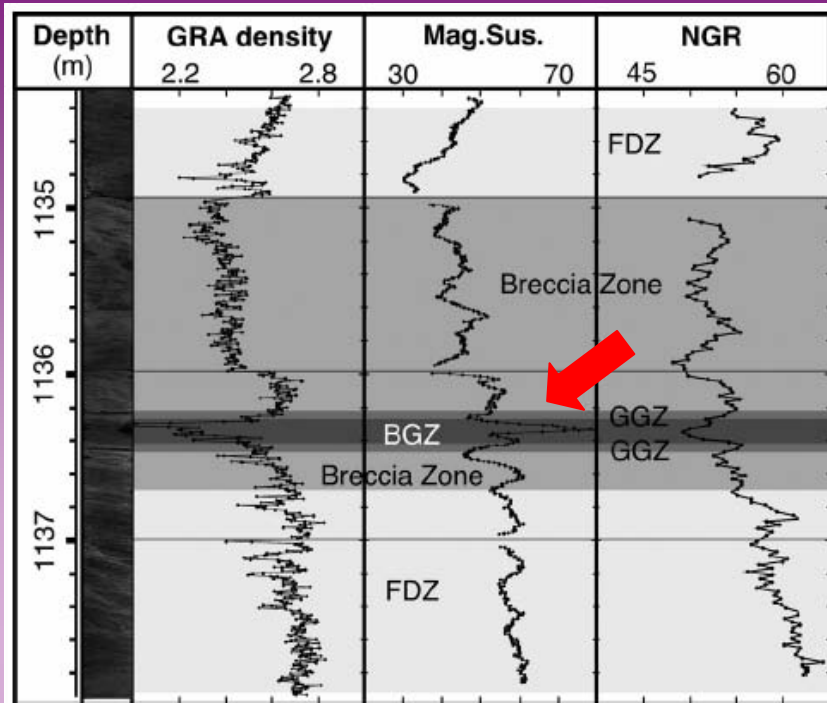 Depth
(m)
GRA density
2.2 2.8
Mag.Sus.
30 70
NGR
45 60
FDZ
1135
Breccia Zone
1136
GGZ
BGZ
GGZ
Breccia Zone
1137
FDZ